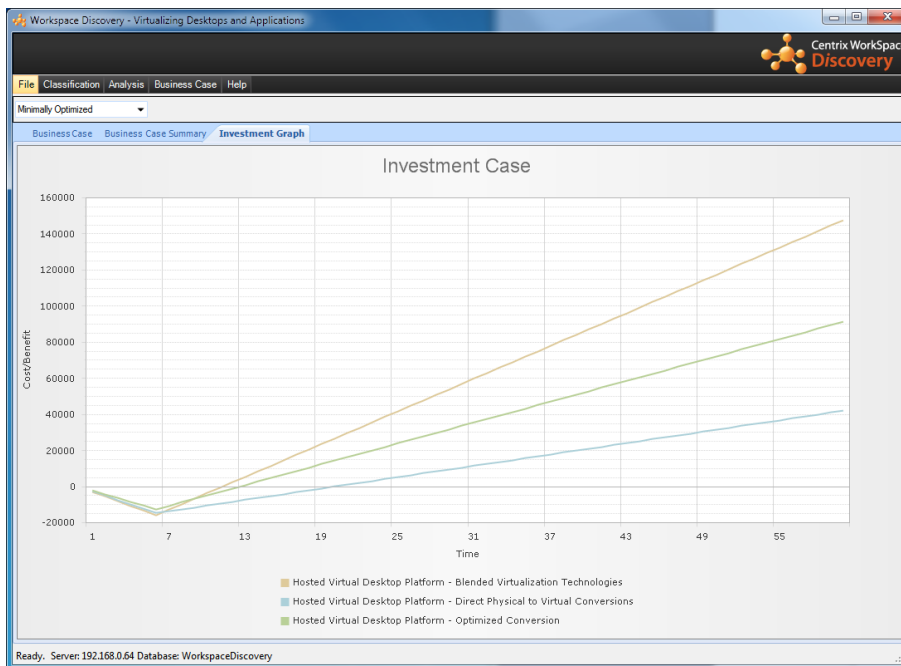 Workspace Discovery - Virtualizing Desktops and Applications
Centrix WorkSpac
Discovery
File Classification Analysis Business Case Help
Minimally Optimized
Business Case Business Case Summary Investment Graph
Investment Case
160000
140000
120000
100000
80000
60000
40000
20000
0
-20000
Cost/Benefit
1 7 13 19 25 31 37 43 49 55
Time
Hosted Virtual Desktop Platform - Blended Virtualization Technologies
Hosted Virtual Desktop Platform - Direct Physical to Virtual Conversions
Hosted Virtual Desktop Platform - Optimized Conversion
Ready. Server: 192.168.0.64 Database: WorkspaceDiscovery